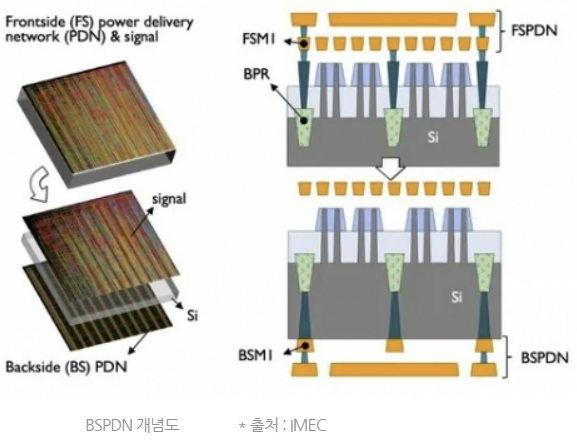 Frontside (FS) power delivery
network (PDN) & signal
FSM1
BPR
FSPDN
Si
signal
Si
Backside (BS) PDN
Si
BSM1
BSPDN
BSPDN 개념도 * 출처 : IMEC